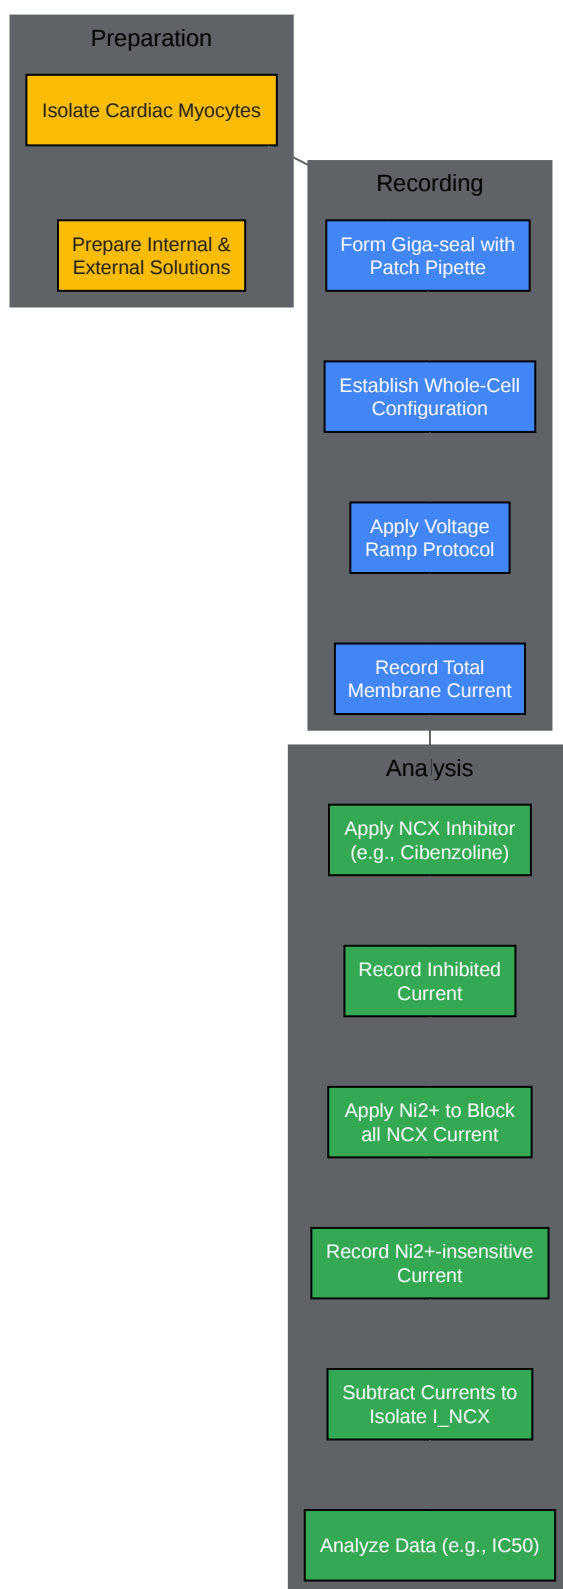 Preparation
Isolate Cardiac Myocytes
Prepare Internal &
External Solutions
Recording
Form Giga-seal with
Patch Pipette
Establish Whole-Cell
Configuration
Apply Voltage
Ramp Protocol
Record Total
Membrane Current
Analysis
Apply NCX Inhibitor
(e.g., Cibenzoline)
Record Inhibited
Current
Apply Ni2+ to Block
all NCX Current
Record Ni2+-insensitive
Current
Subtract Currents to
Isolate I_NCX
Analyze Data (e.g., IC50)